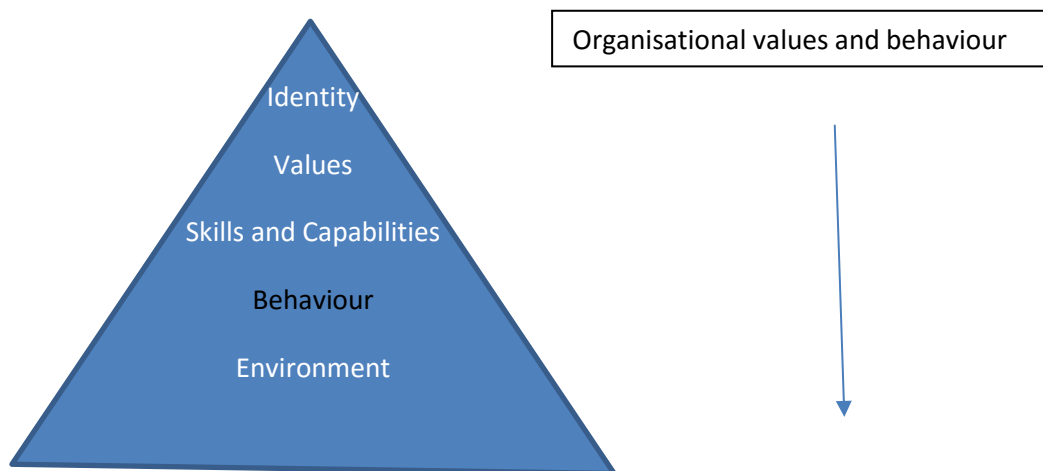 Organisational values and behaviour
Identity
Values
Skills and Capabilities
Behaviour
Environment